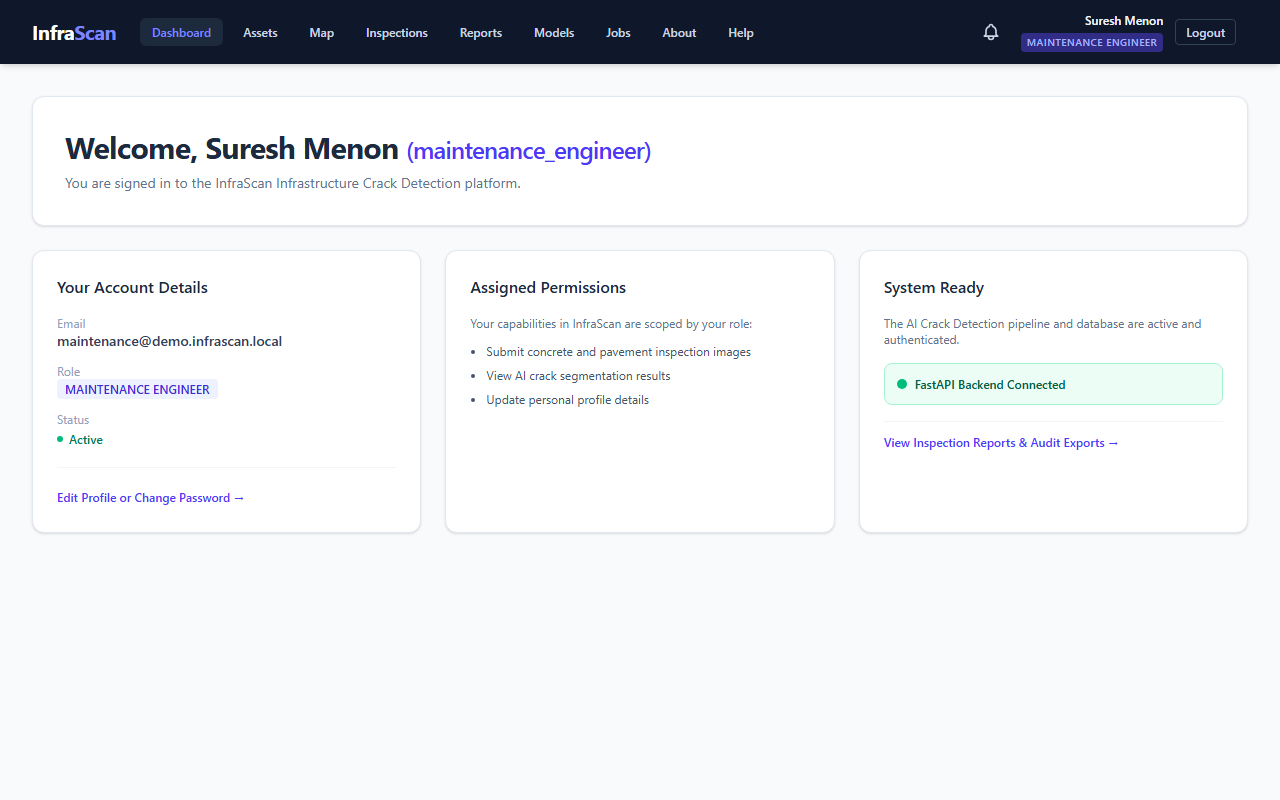 InfraScan
Dashboard
Assets
Map
Inspections
Reports
Models
Jobs
About
Help
Suresh Menon
MAINTENANCE ENGINEER
Logout
Welcome, Suresh Menon (maintenance_engineer)
You are signed in to the InfraScan Infrastructure Crack Detection platform.
Your Account Details
Email
maintenance@demo.infrascan.local
Role
MAINTENANCE ENGINEER
Status
Active
Edit Profile or Change Password →
Assigned Permissions
Your capabilities in InfraScan are scoped by your role:
• Submit concrete and pavement inspection images
• View AI crack segmentation results
• Update personal profile details
System Ready
The AI Crack Detection pipeline and database are active and
authenticated.
FastAPI Backend Connected
View Inspection Reports & Audit Exports →